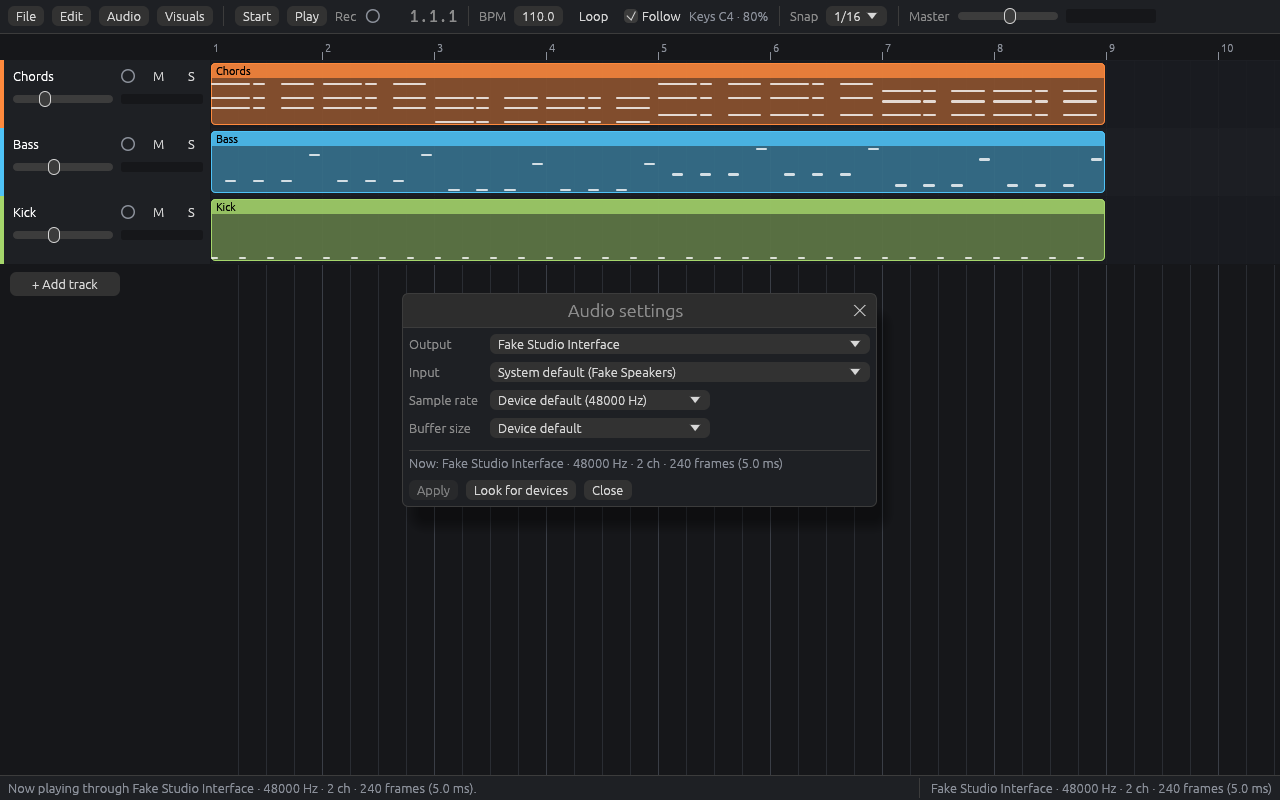 File Edit Audio Visuals Start Play Rec 1.1.1 BPM 110.0 Loop Follow Keys C4 · 80% Snap 1/16 Master
1 2 3 4 5 6 7 8 9 10
Chords M S
Chords
Bass M S
Bass
Kick M S
Kick
+ Add track
Audio settings
Output Fake Studio Interface
Input System default (Fake Speakers)
Sample rate Device default (48000 Hz)
Buffer size Device default
Now: Fake Studio Interface · 48000 Hz · 2 ch · 240 frames (5.0 ms)
Apply Look for devices Close
Now playing through Fake Studio Interface · 48000 Hz · 2 ch · 240 frames (5.0 ms). Fake Studio Interface · 48000 Hz · 2 ch · 240 frames (5.0 ms)